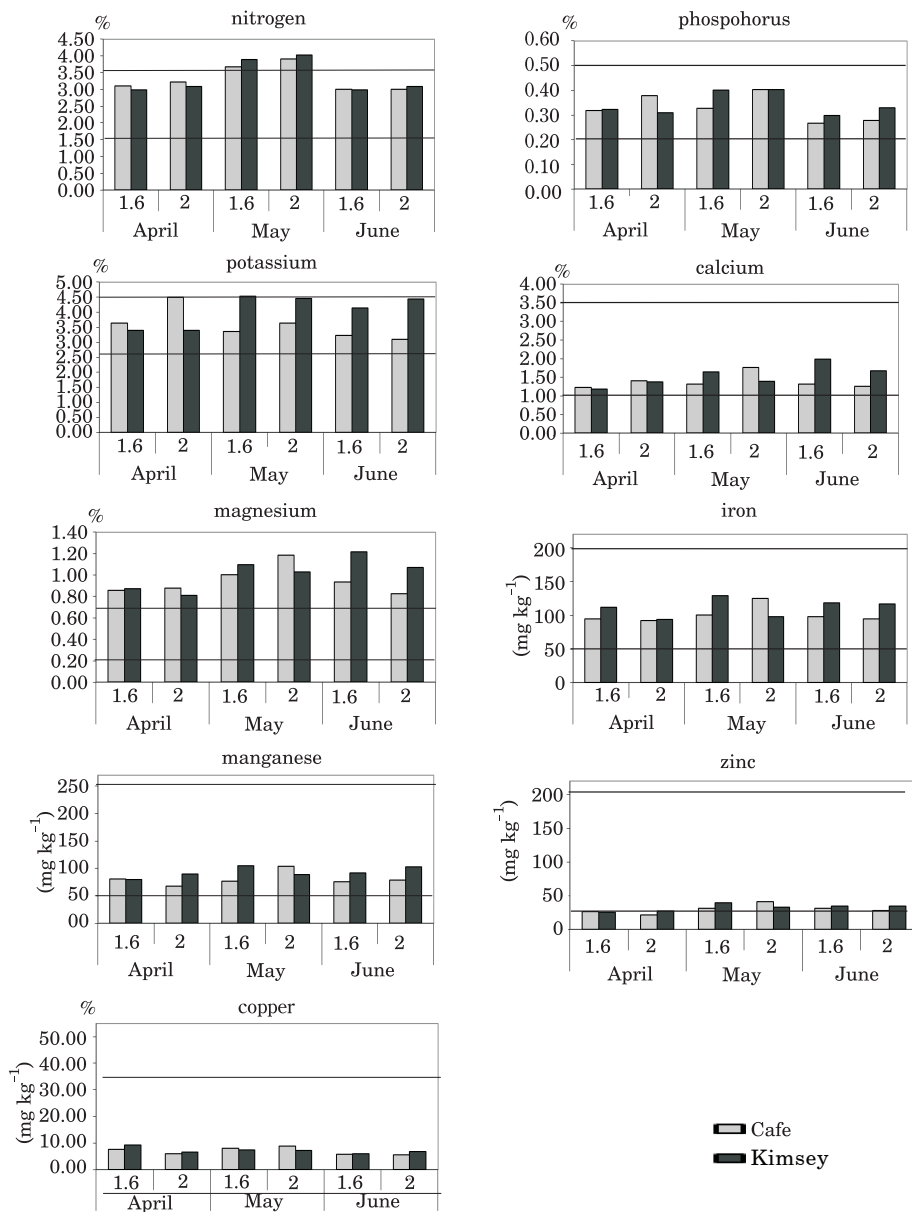 nitrogen
%
4.50
4.00
3.50
3.00
2.50
2.00
1.50
1.50
0.00
1.6 2 1.6 2 1.6 2
April May June
phospohorus
%
0.60
0.50
0.40
0.30
0.20
0.10
0.00
1.6 2 1.6 2 1.6 2
April May June
potassium
%
5.00
4.50
4.50
3.50
3.50
2.50
2.50
1.50
1.50
0.00
0.00
1.6 2 1.6 2 1.6 2
April May June
calcium
%
4.00
3.50
3.00
2.50
2.00
1.50
1.00
0.50
0.00
1.6 2 1.6 2 1.6 2
April May June
magnesium
%
1.40
1.20
1.00
0.80
0.60
0.40
0.20
0.00
1.6 2 1.6 2 1.6 2
April May June
iron
(mg kg⁻¹)
200
150
100
50
0
1.6 2 1.6 2 1.6 2
April May June
manganese
(mg kg⁻¹)
250
200
150
100
50
00
1.6 2 1.6 2 1.6 2
April May June
zinc
(mg kg⁻¹)
200
150
100
50
0
1.6 2 1.6 2 1.6 2
April May June
copper
%
(mg kg⁻¹)
50.00
40.00
30.00
20.00
10.00
0.00
1.6 2 1.6 2 1.6 2
April May June
Cafe
Kimsey